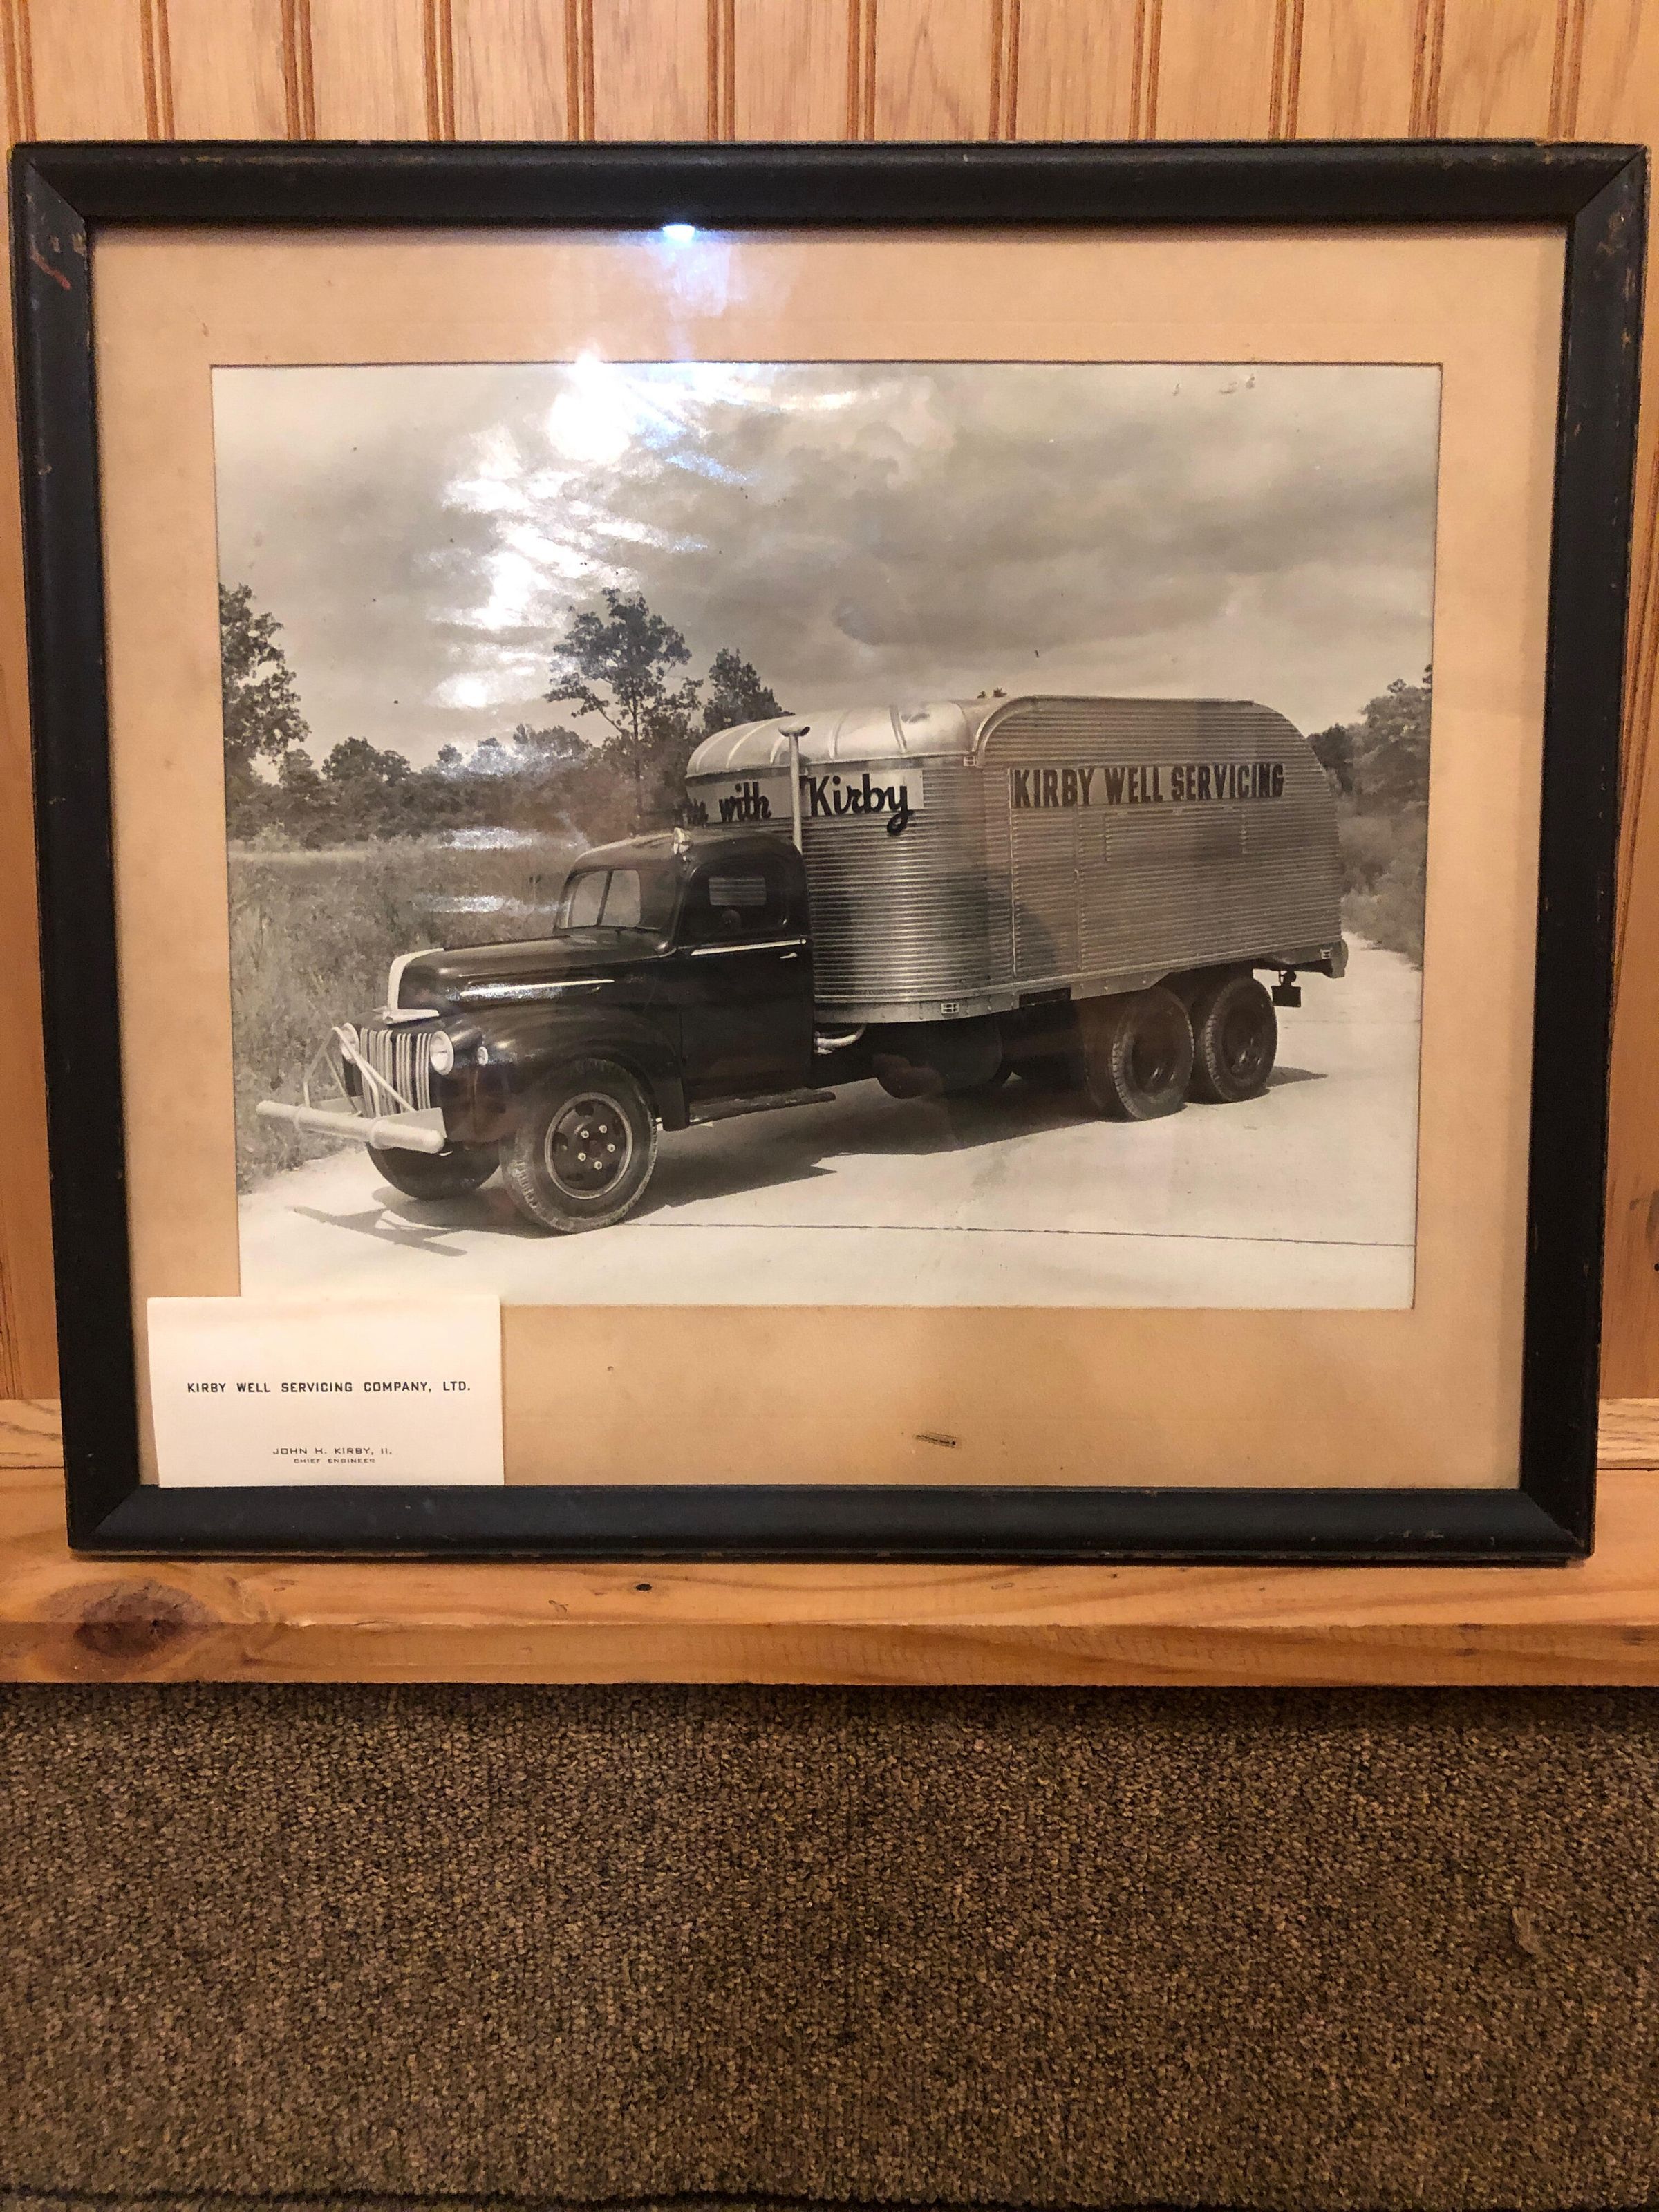 with Kirby
KIRBY WELL SERVICING
KIRBY WELL SERVICING COMPANY, LTD.
JOHN H. KIRBY, II.
CHIEF ENGINEER